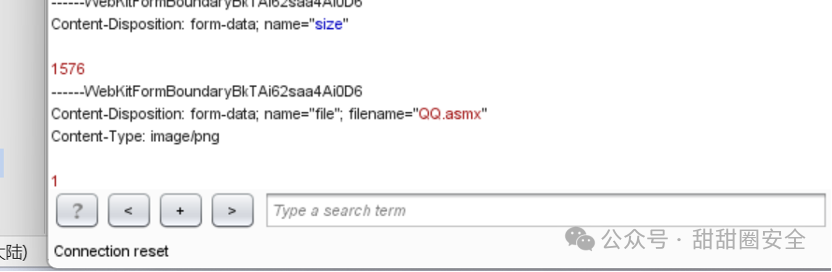 ------WebKitFormBoundaryBkTAi62saa4Ai0D6
Content-Disposition: form-data; name="size"
1576
------WebKitFormBoundaryBkTAi62saa4Ai0D6
Content-Disposition: form-data; name="file"; filename="QQ.asmx"
Content-Type: image/png
1
? < + > Type a search term
公众号 · 甜甜圈安全
大陆) Connection reset